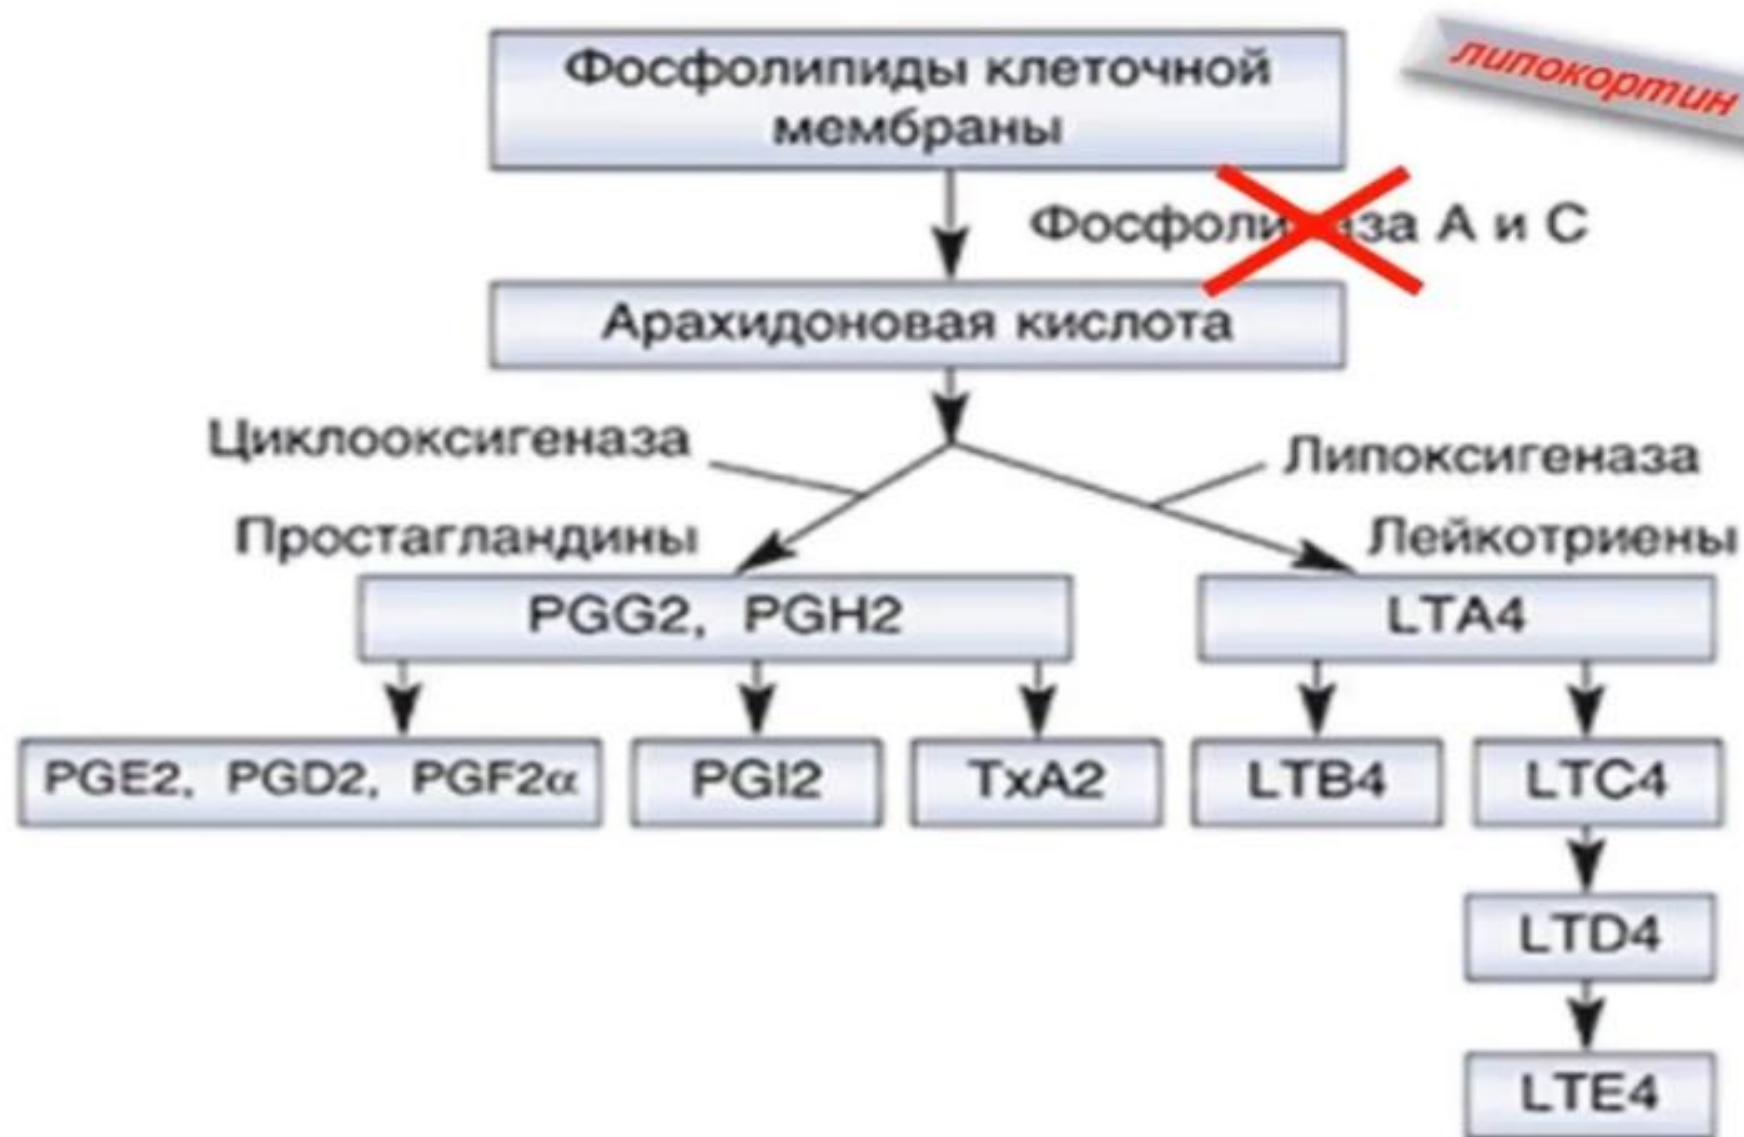 Фосфолипиды клеточной
мембраны
липокортин
Фосфолипаза А и С
Арахидоновая кислота
Циклооксигеназа
Липоксигеназа
Простагландины
Лейкотриены
PGG2, PGH2
LTA4
PGE2, PGD2, PGF2α
PGI2
TxA2
LTB4
LTC4
LTD4
LTE4